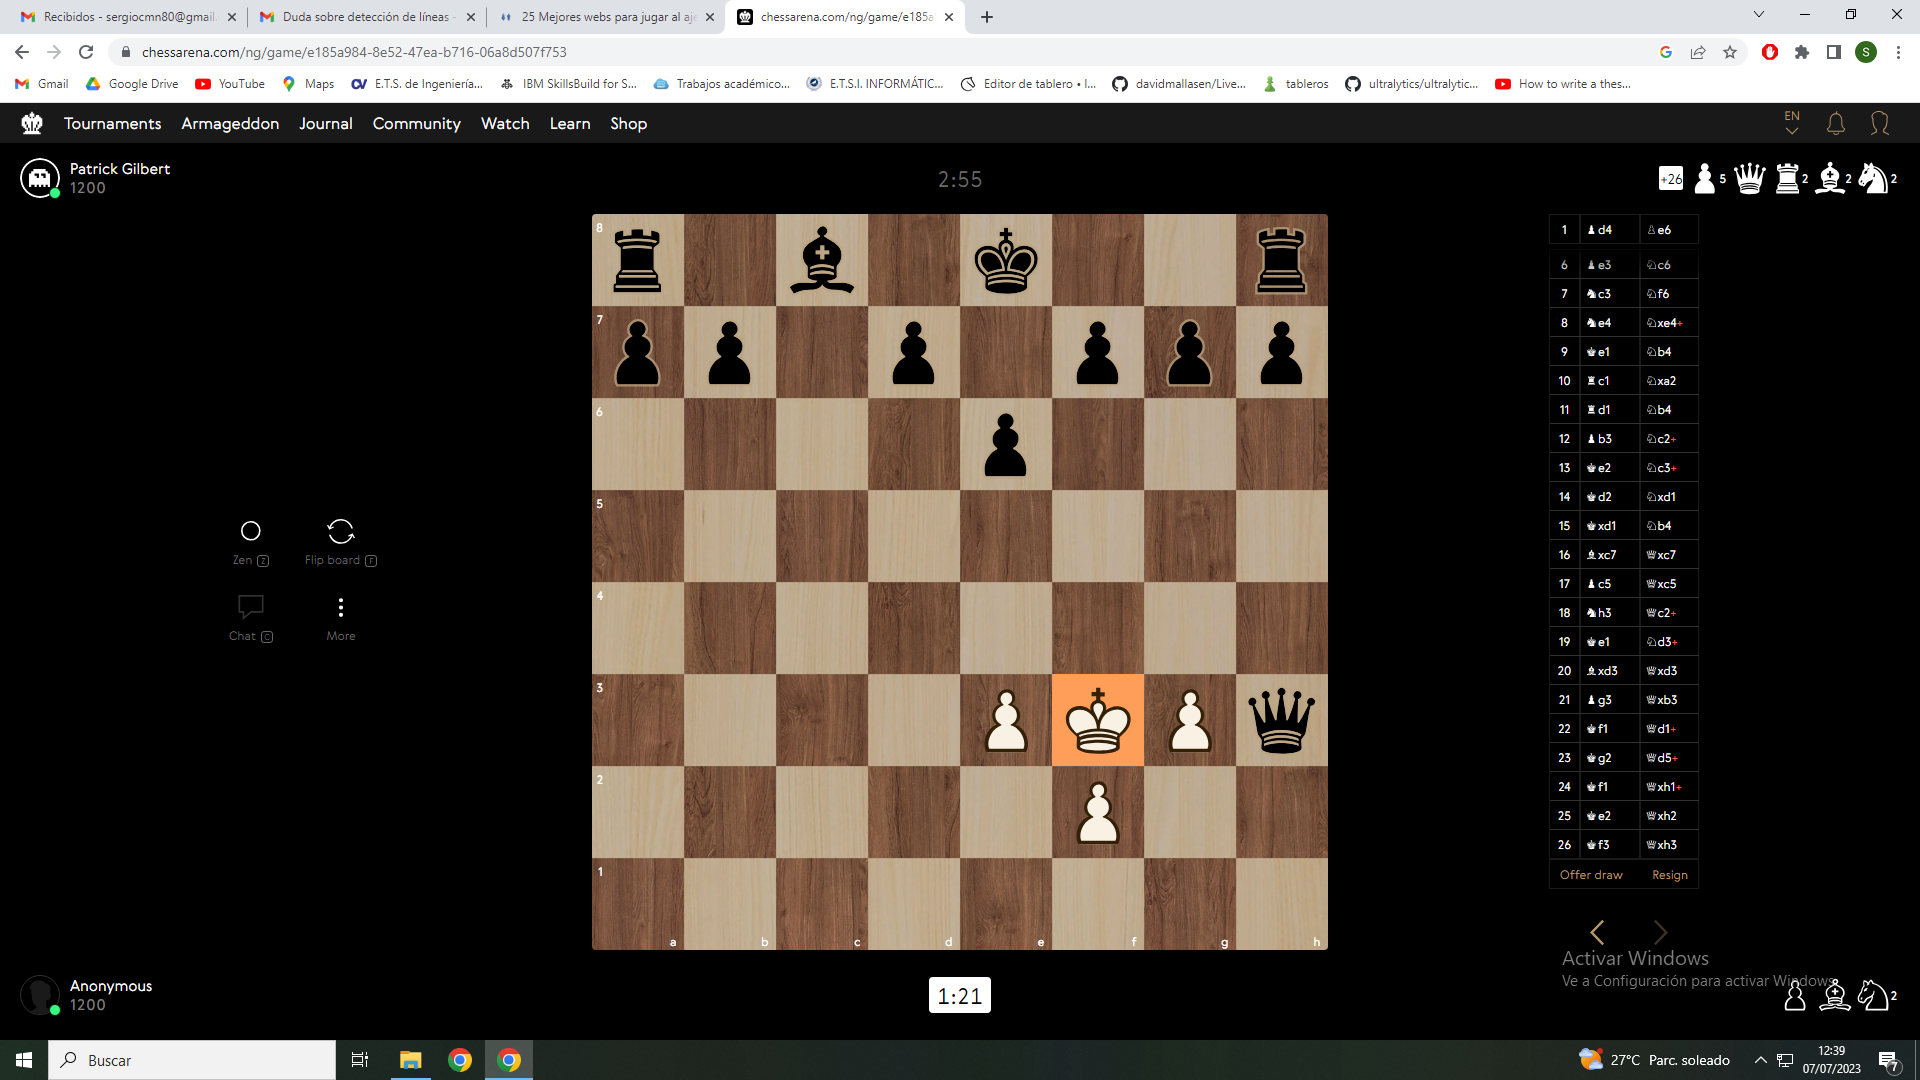 Recibidos - sergiocmn80@gmail.
Duda sobre detección de líneas -
25 Mejores webs para jugar al aje
chessarena.com/ng/game/e185a
chessarena.com/ng/game/e185a984-8e52-47ea-b716-06a8d507f753
S
Gmail
Google Drive
YouTube
Maps
E.T.S. de Ingeniería...
IBM SkillsBuild for S...
Trabajos académico...
E.T.S.I. INFORMÁTIC...
Editor de tablero • l...
davidmallasen/Live...
tableros
ultralytics/ultralytic...
How to write a thes...
Tournaments
Armageddon
Journal
Community
Watch
Learn
Shop
EN
Patrick Gilbert
1200
2:55
+26
5
2
2
2
8
7
6
5
4
3
2
1
a
b
c
d
e
f
g
h
Zen Z
Flip board F
Chat C
More
1 d4 e6
6 e3 c6
7 c3 f6
8 e4 xe4+
9 e1 b4
10 c1 xa2
11 d1 b4
12 b3 c2+
13 e2 c3+
14 d2 xd1
15 xd1 b4
16 xc7 xc7
17 c5 xc5
18 h3 c2+
19 e1 d3+
20 xd3 xd3
21 g3 xb3
22 f1 d1+
23 g2 d5+
24 f1 xh1+
25 e2 xh2
26 f3 xh3
Offer draw
Resign
Activar Windows
Ve a Configuración para activar Windows.
Anonymous
1200
1:21
2
Buscar
27°C Parc. soleado
12:39
07/07/2023
7